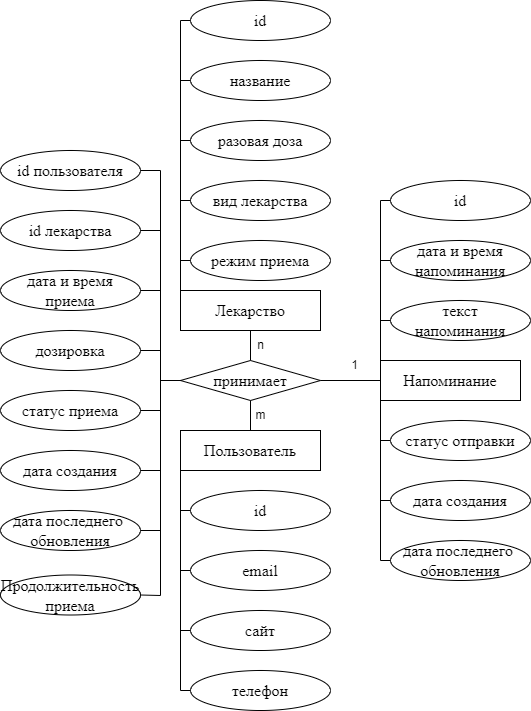 id
название
разовая доза
вид лекарства
режим приема
Лекарство
n
принимает
m
Пользователь
id
email
сайт
телефон
id пользователя
id лекарства
дата и время
приема
дозировка
статус приема
дата создания
дата последнего
обновления
Продолжительность
приема
1
id
дата и время
напоминания
текст
напоминания
Напоминание
статус отправки
дата создания
дата последнего
обновления